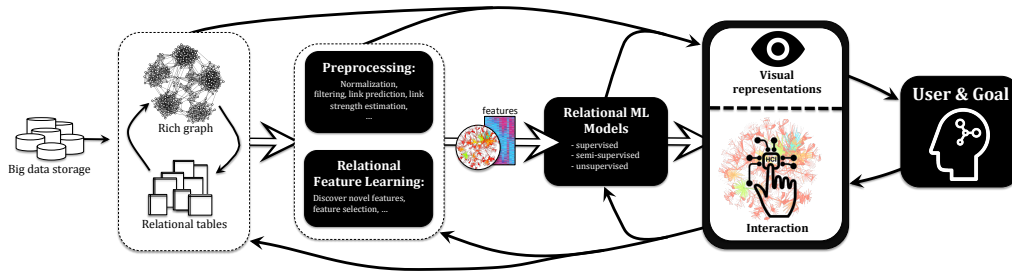 Big data storage
Rich graph
Relational tables
Preprocessing:
Normalization,
filtering, link prediction, link
strength estimation,
...
Relational
Feature Learning:
Discover novel features,
feature selection, ...
features
Relational ML
Models
- supervised
- semi-supervised
- unsupervised
Visual
representations
HCI
Interaction
User & Goal